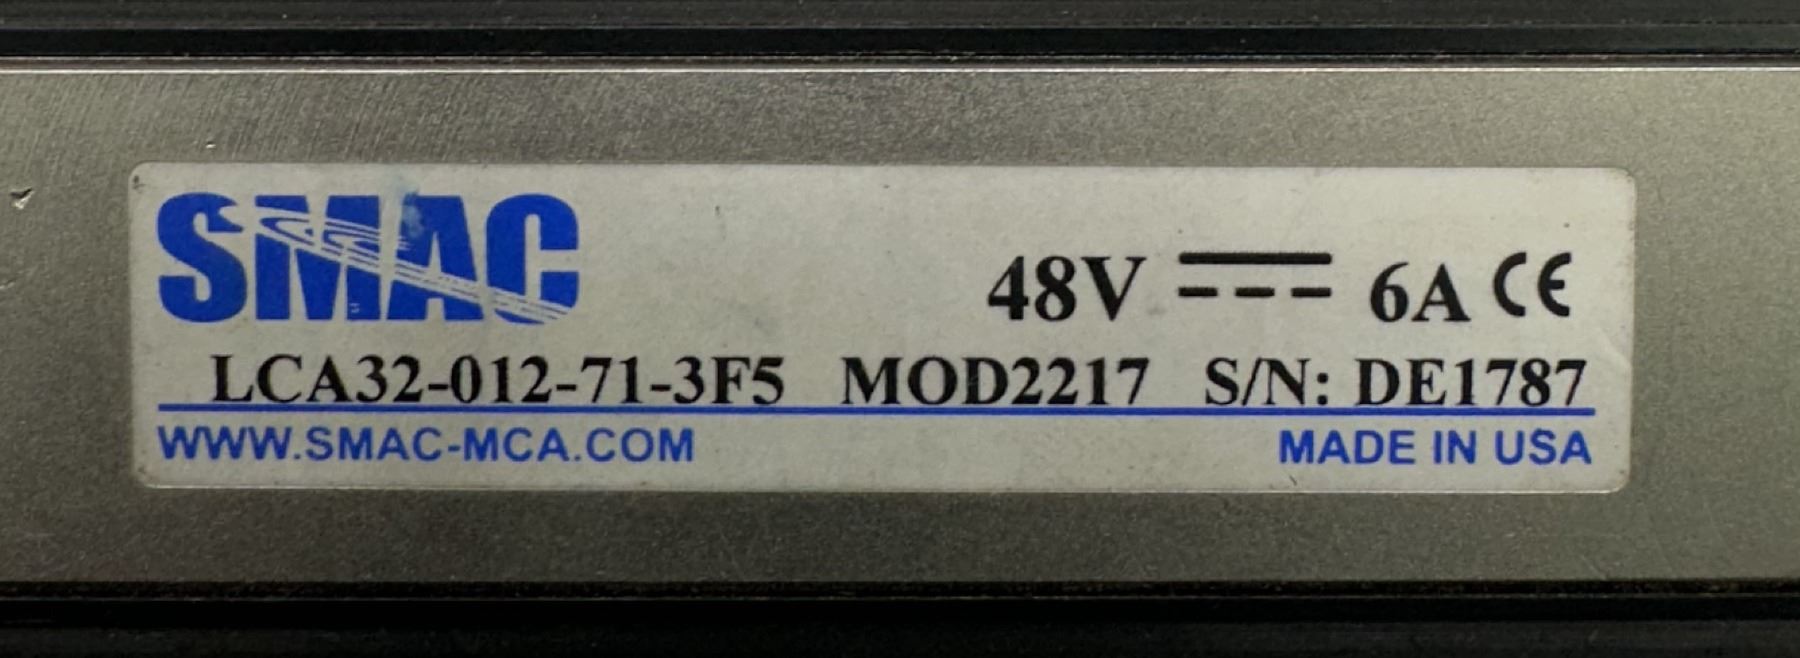 SMAC
48V ⎓ 6A CE
LCA32-012-71-3F5 MOD2217 S/N: DE1787
WWW.SMAC-MCA.COM MADE IN USA